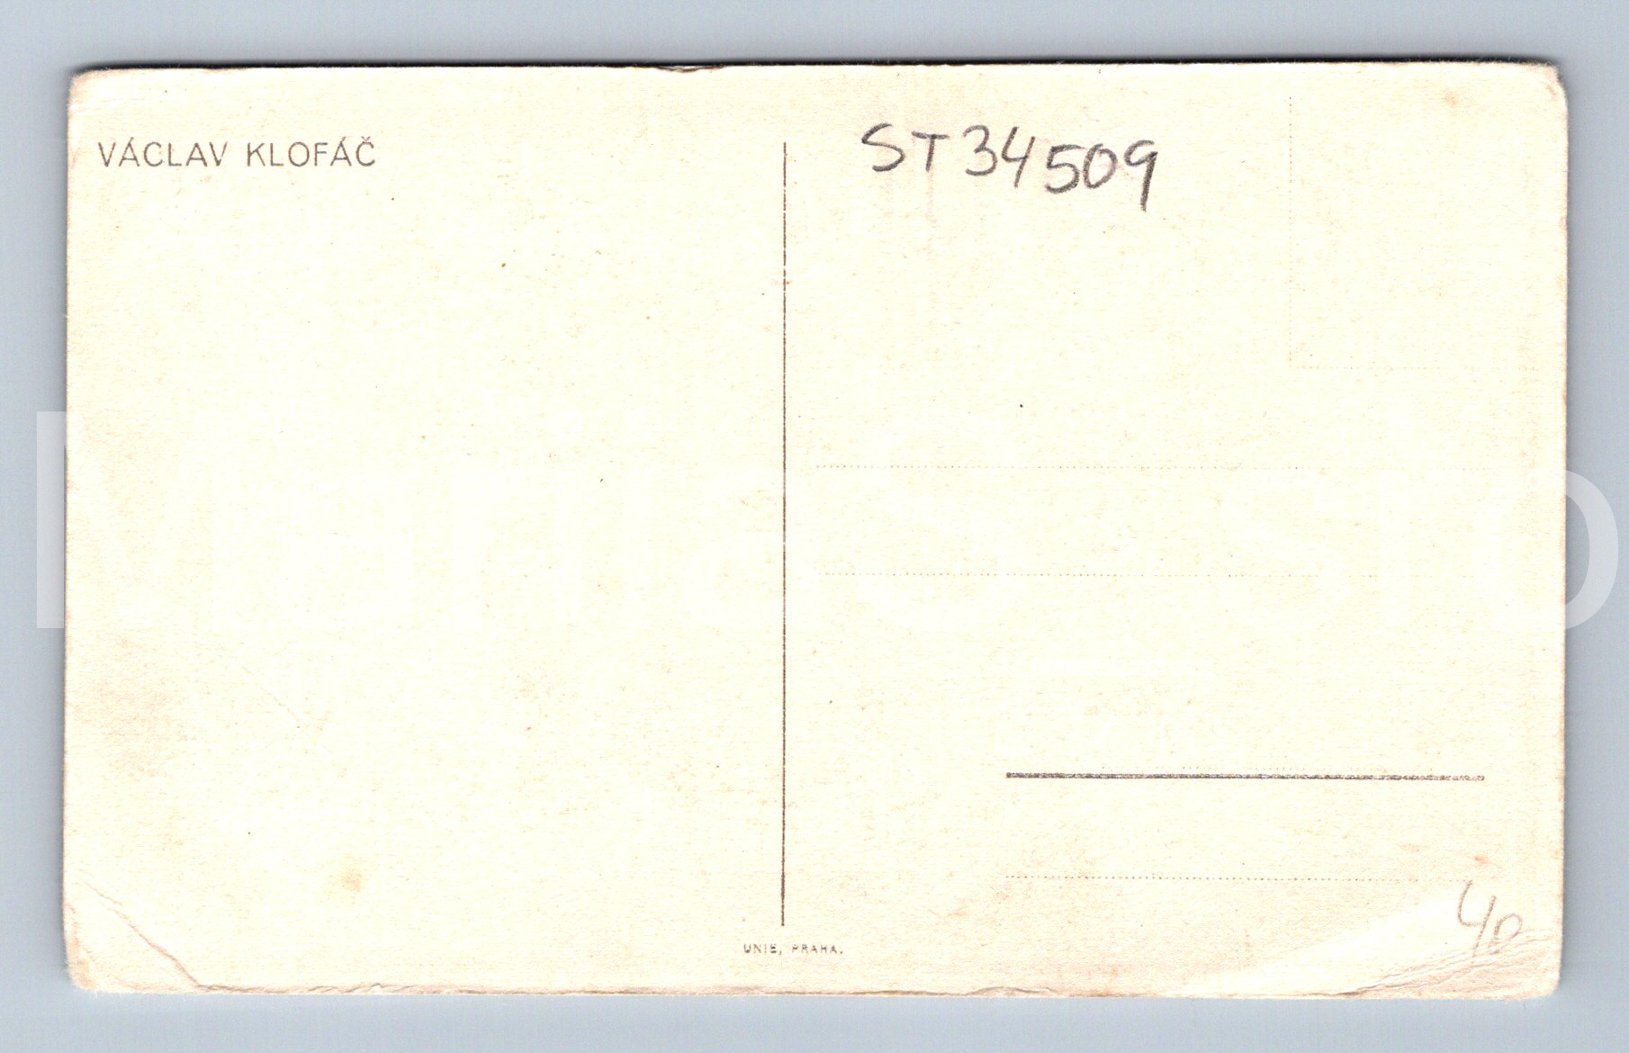 VÁCLAV KLOFÁČ
ST34509
UNIE, PRAHA.
40